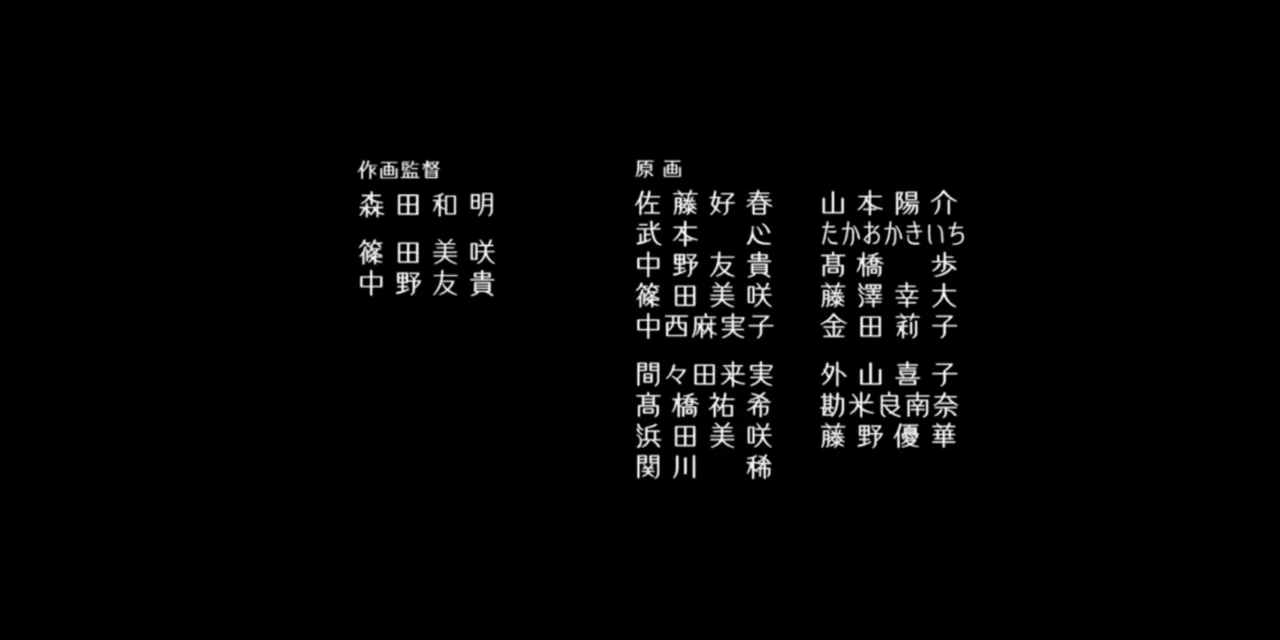 作画監督
森田和明
篠田美咲
中野友貴
原画
佐藤好春 山本陽介
武本 心 たかおかきいち
中野友貴 髙橋 歩
篠田美咲 藤澤幸大
中西麻実子 金田莉子
間々田来実 外山喜子
髙橋祐希 勘米良南奈
浜田美咲 藤野優華
関川 稀